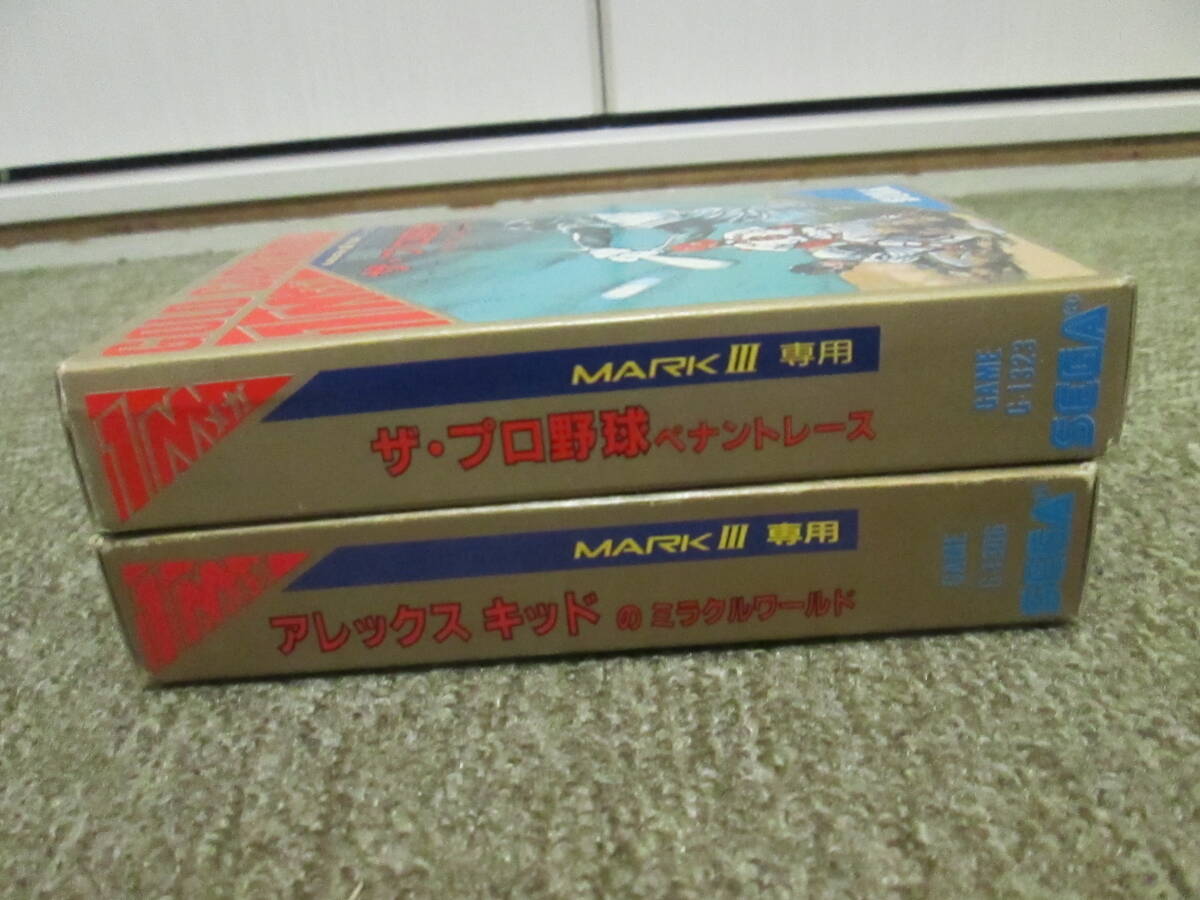 GOLD
MARK III 専用
ザ・プロ野球 ペナントレース
GAME
G-1323
SEGA®
MARK III 専用
アレックス キッド の ミラクルワールド
GAME
SEGA®